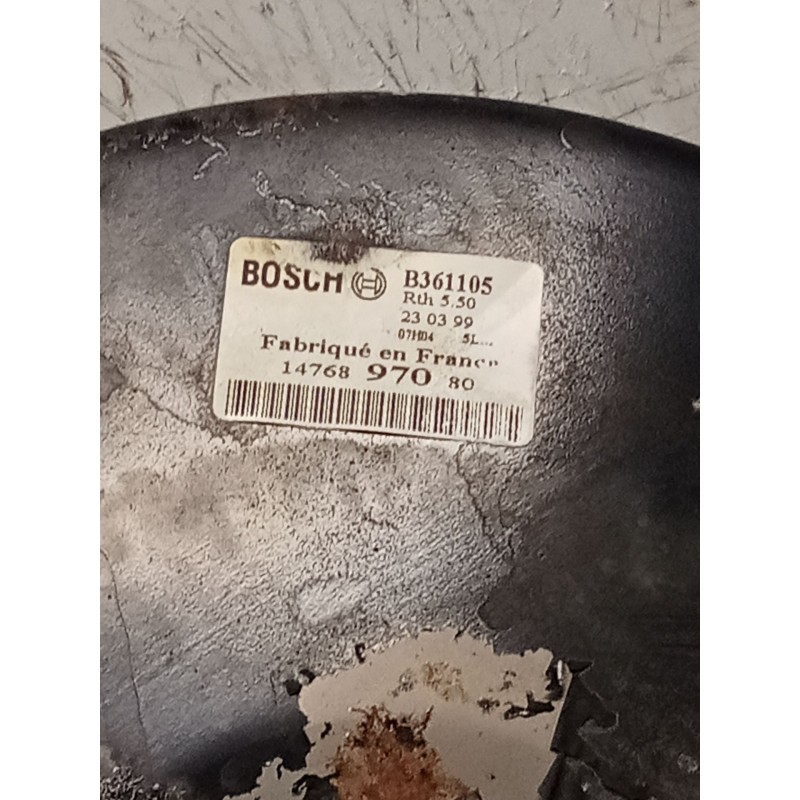 BOSCH B361105
Rth 5.50
23 03 99
07H04
Fabriqué en France
14768 970 80